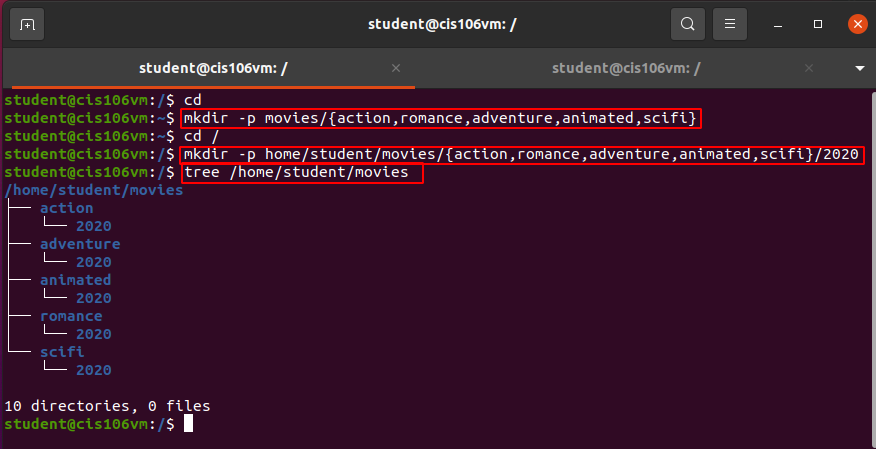 student@cis106vm: /
student@cis106vm: /
student@cis106vm: /
student@cis106vm:/$ cd
student@cis106vm:~$ mkdir -p movies/{action,romance,adventure,animated,scifi}
student@cis106vm:~$ cd /
student@cis106vm:/$ mkdir -p home/student/movies/{action,romance,adventure,animated,scifi}/2020
student@cis106vm:/$ tree /home/student/movies
/home/student/movies
├── action
│   └── 2020
├── adventure
│   └── 2020
├── animated
│   └── 2020
├── romance
│   └── 2020
└── scifi
    └── 2020
10 directories, 0 files
student@cis106vm:/$